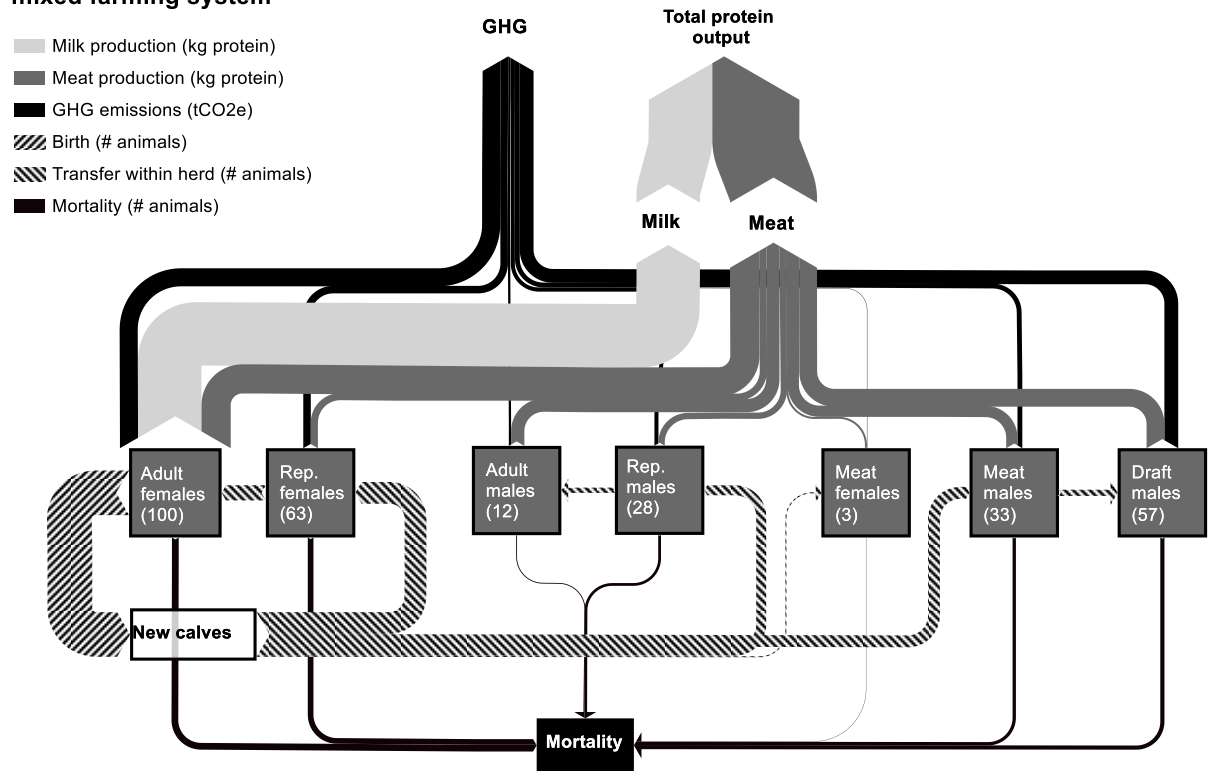 mixed farming system
Milk production (kg protein)
Meat production (kg protein)
GHG emissions (tCO2e)
Birth (# animals)
Transfer within herd (# animals)
Mortality (# animals)
GHG
Total protein
output
Milk
Meat
Adult
females
(100)
Rep.
females
(63)
Adult
males
(12)
Rep.
males
(28)
Meat
females
(3)
Meat
males
(33)
Draft
males
(57)
New calves
Mortality